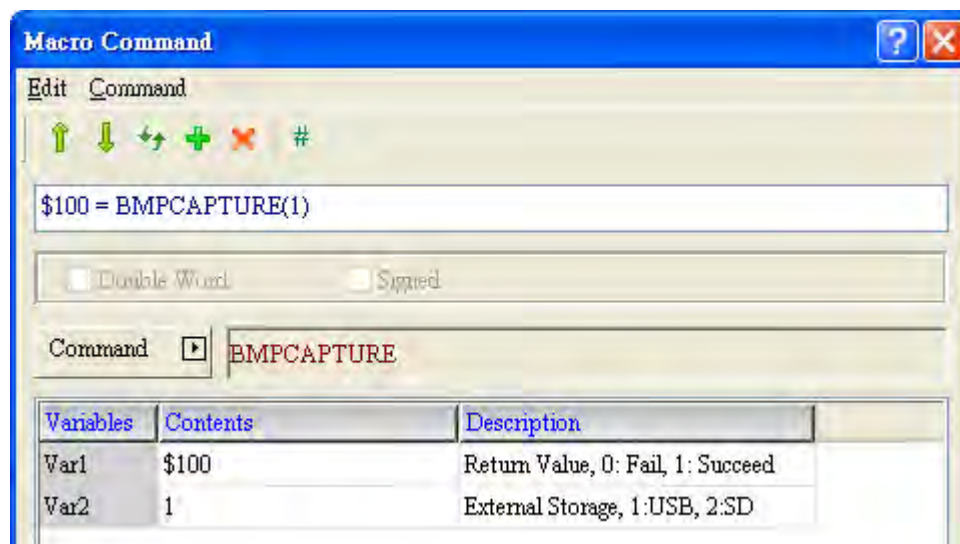 Macro Command
Edit Command
#
$100 = BMPCAPTURE(1)
Double Word Signed
Command BMPCAPTURE
Variables Contents Description
Var1 $100 Return Value, 0: Fail, 1: Succeed
Var2 1 External Storage, 1:USB, 2:SD